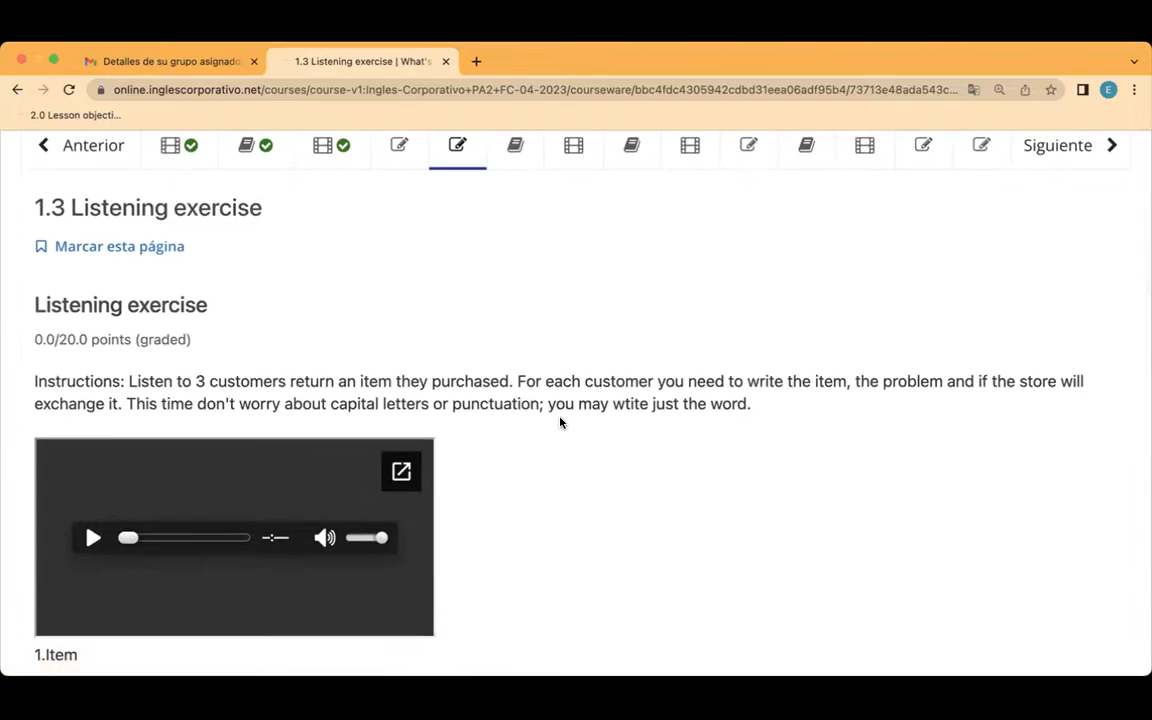 Detalles de su grupo asignado
1.3 Listening exercise | What's
online.inglescorporativo.net/courses/course-v1:Ingles-Corporativo+PA2+FC-04-2023/courseware/bbc4fdc4305942cdbd31eea06adf95b4/73713e48ada543c...
E
2.0 Lesson objecti...
Anterior
Siguiente
1.3 Listening exercise
Marcar esta página
Listening exercise
0.0/20.0 points (graded)
Instructions: Listen to 3 customers return an item they purchased. For each customer you need to write the item, the problem and if the store will
exchange it. This time don't worry about capital letters or punctuation; you may wtite just the word.
-:--
1.Item